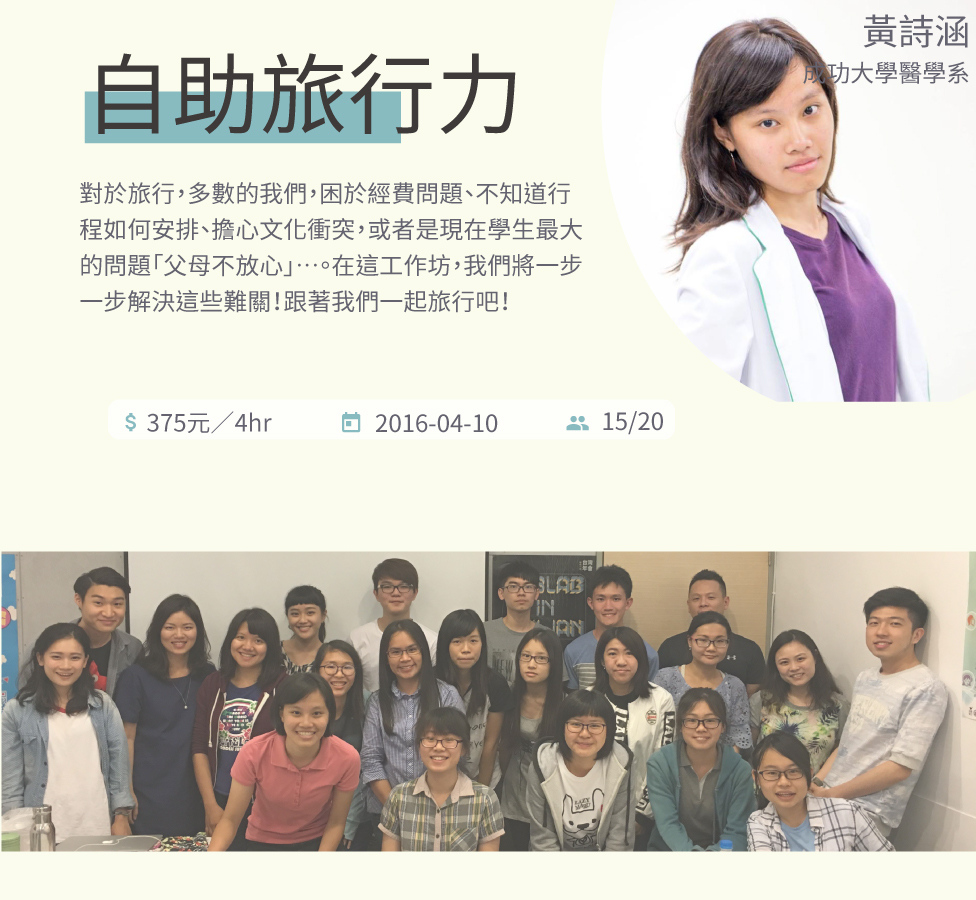 黃詩涵
成功大學醫學系
自助旅行力
對於旅行，多數的我們，困於經費問題、不知道行
程如何安排、擔心文化衝突，或者是現在學生最大
的問題「父母不放心」…。在這工作坊，我們將一步
一步解決這些難關！跟著我們一起旅行吧！
$ 375元／4hr
2016-04-10
15/20